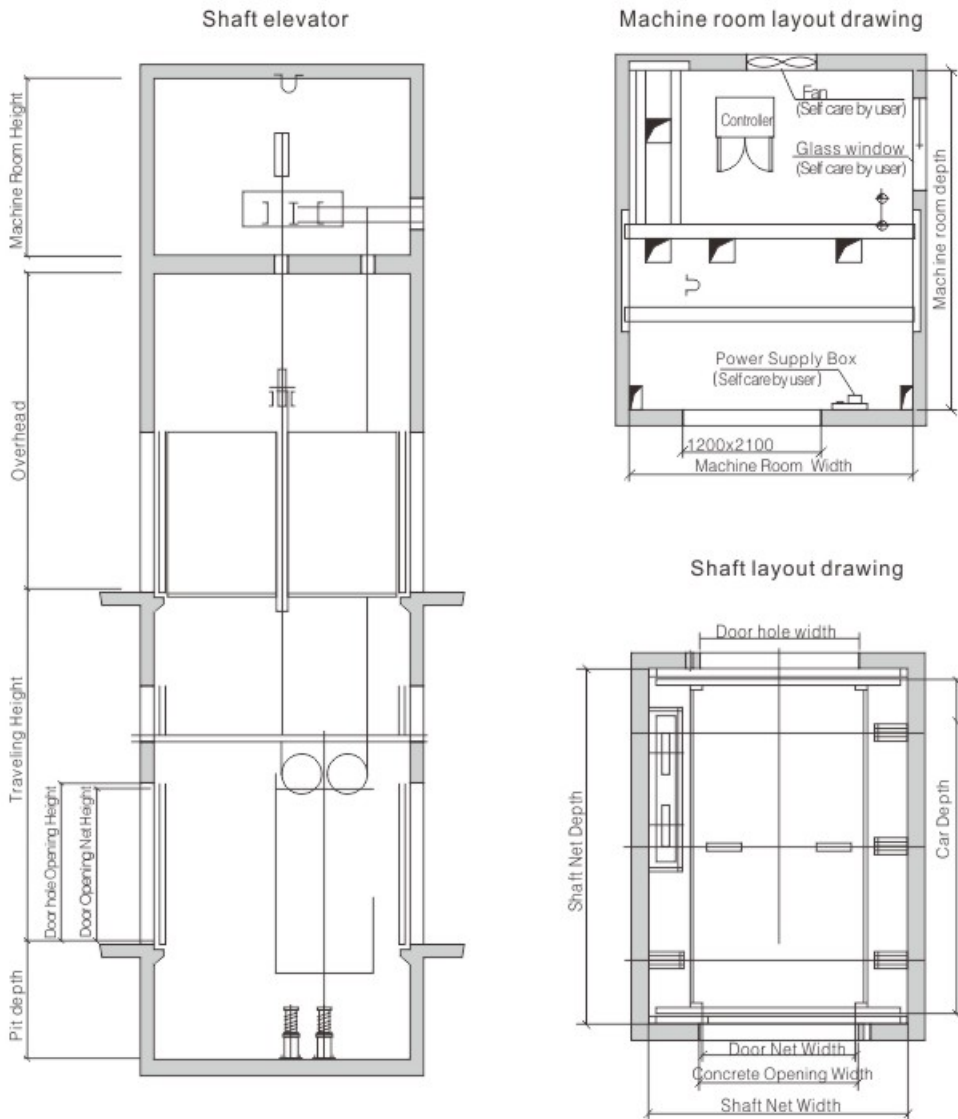 Shaft elevator
Machine Room Height
Overhead
Traveling Height
Door hole Opening Height
Door Opening Net Height
Pit depth
Machine room layout drawing
Fan
(Self care by user)
Controller
Glass window
(Self care by user)
Machine room depth
Power Supply Box
(Self care by user)
1200x2100
Machine Room Width
Shaft layout drawing
Door hole width
Shaft Net Depth
Car Depth
Door Net Width
Concrete Opening Width
Shaft Net Width